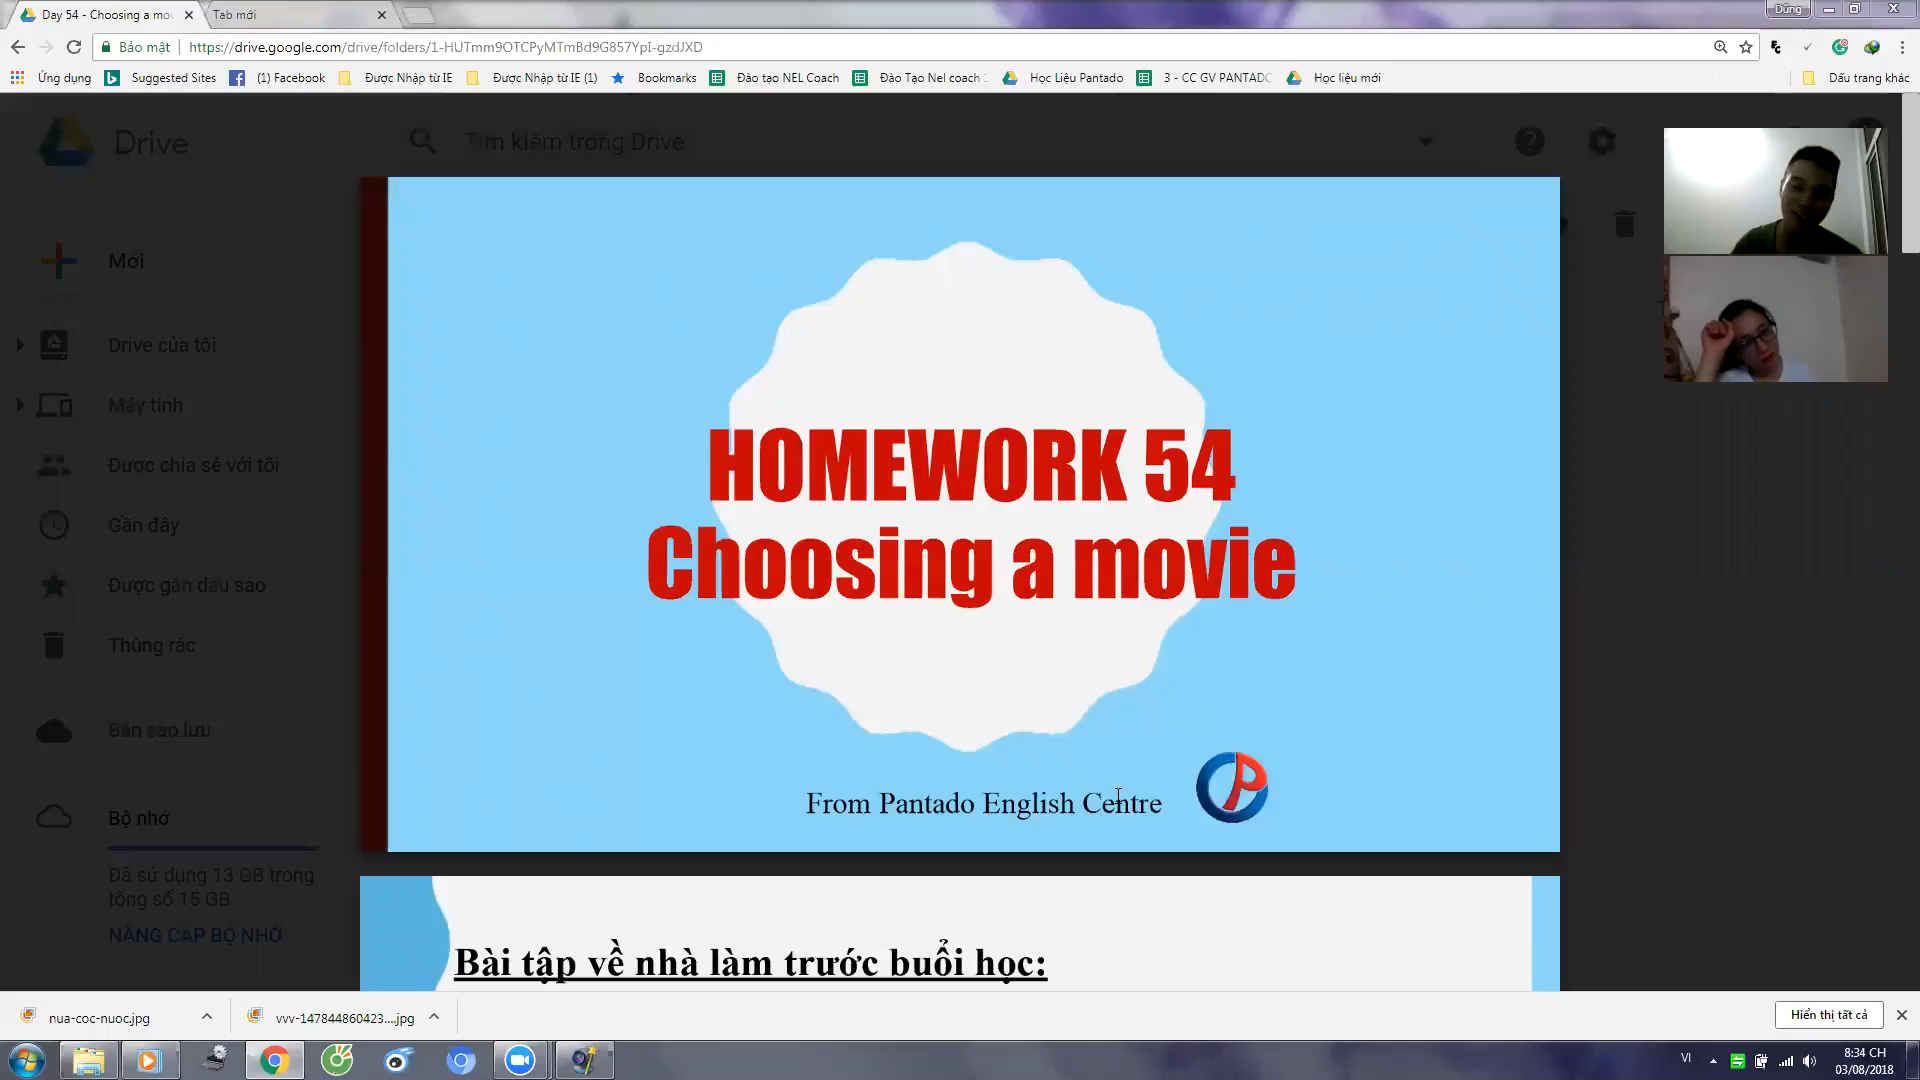 Day 54 - Choosing a mo
Tab mới
Dũng
Bảo mật
https://drive.google.com/drive/folders/1-HUTmm9OTCPyMTmBd9G857YpI-gzdJXD
Ứng dụng
Suggested Sites
(1) Facebook
Được Nhập từ IE
Được Nhập từ IE (1)
Bookmarks
Đào tạo NEL Coach
Đào Tạo Nel coach
Học Liệu Pantado
3 - CC GV PANTADO
Học liệu mới
Dấu trang khác
Drive
Tìm kiếm trong Drive
Mới
Drive của tôi
Máy tính
Được chia sẻ với tôi
Gần đây
Được gắn dấu sao
Thùng rác
Bản sao lưu
Bộ nhớ
Đã sử dụng 13 GB trong
tổng số 15 GB
NÂNG CẤP BỘ NHỚ
HOMEWORK 54
Choosing a movie
From Pantado English Centre
Bài tập về nhà làm trước buổi học:
nua-coc-nuoc.jpg
vvv-147844860423....jpg
Hiển thị tất cả
VI
8:34 CH
03/08/2018